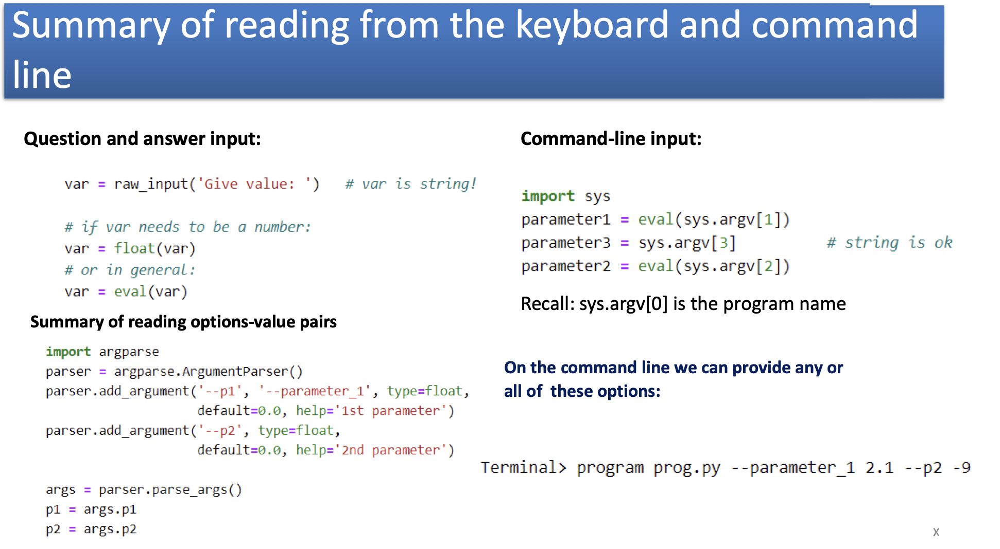 Summary of reading from the keyboard and command
line
Question and answer input:
var = raw_input('Give value: ')   # var is string!
# if var needs to be a number:
var = float(var)
# or in general:
var = eval(var)
Summary of reading options-value pairs
import argparse
parser = argparse.ArgumentParser()
parser.add_argument('--p1', '--parameter_1', type=float,
                    default=0.0, help='1st parameter')
parser.add_argument('--p2', type=float,
                    default=0.0, help='2nd parameter')
args = parser.parse_args()
p1 = args.p1
p2 = args.p2
Command-line input:
import sys
parameter1 = eval(sys.argv[1])
parameter3 = sys.argv[3]          # string is ok
parameter2 = eval(sys.argv[2])
Recall: sys.argv[0] is the program name
On the command line we can provide any or
all of  these options:
Terminal> program prog.py --parameter_1 2.1 --p2 -9
x